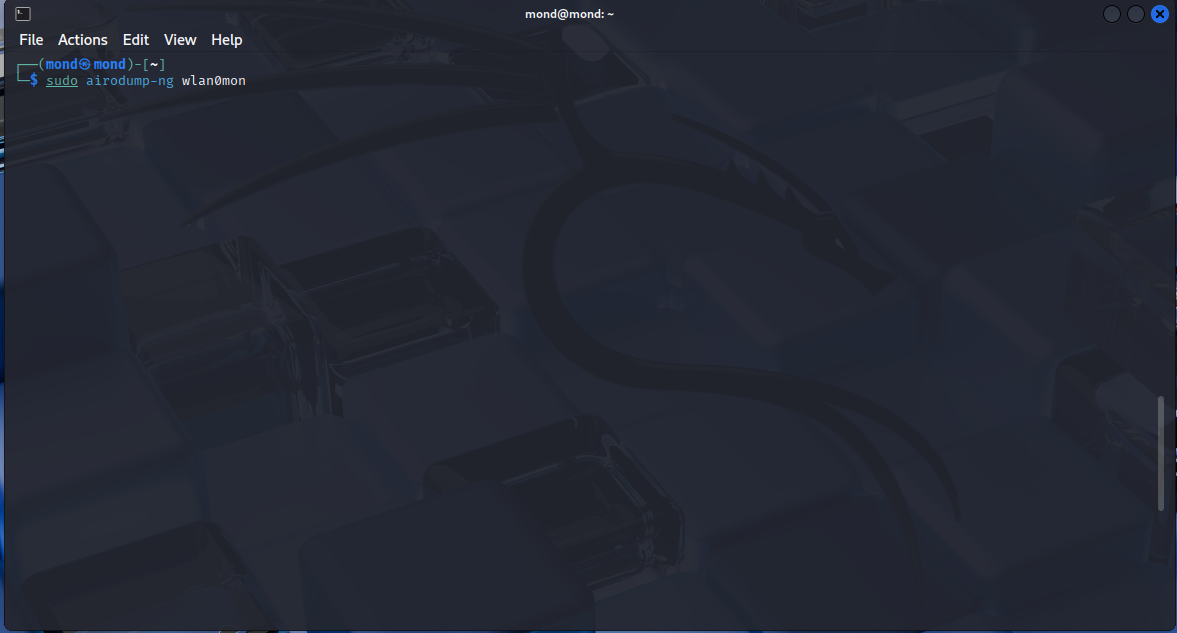 mond@mond: ~
File Actions Edit View Help
┌──(mond㉿mond)-[~]
└─$ sudo airodump-ng wlan0mon